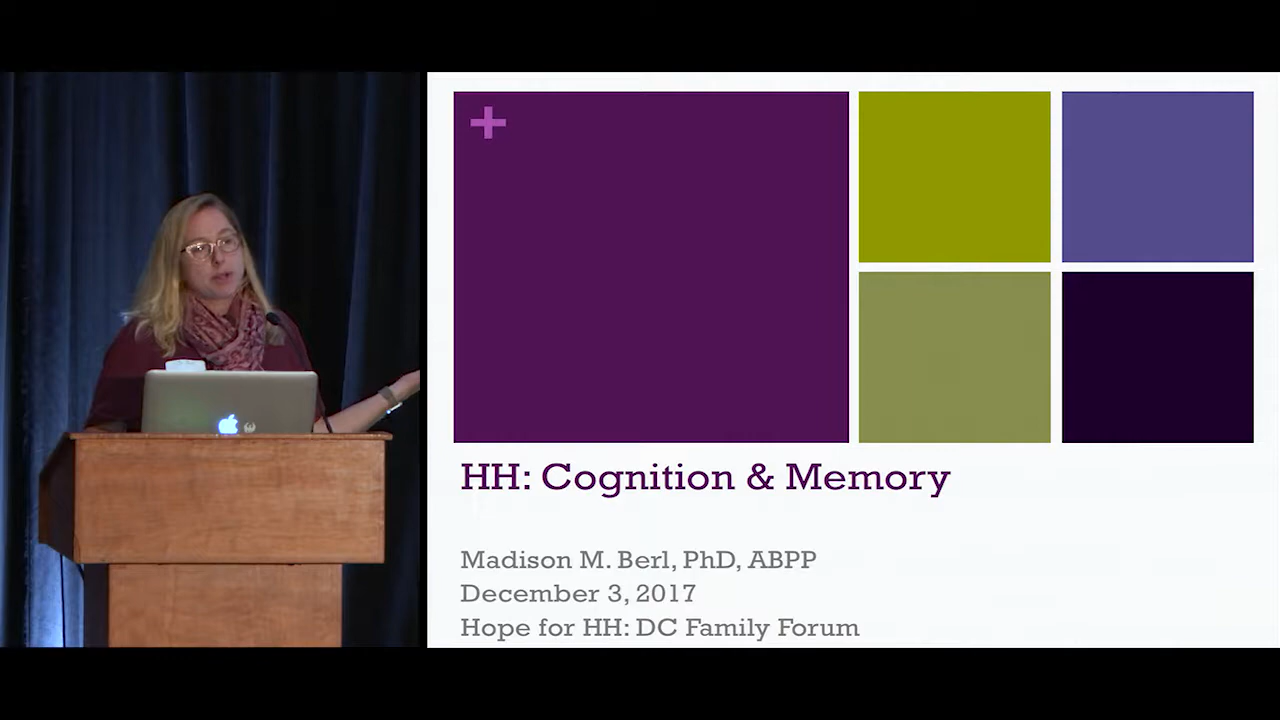 HH: Cognition & Memory
Madison M. Berl, PhD, ABPP
December 3, 2017
Hope for HH: DC Family Forum